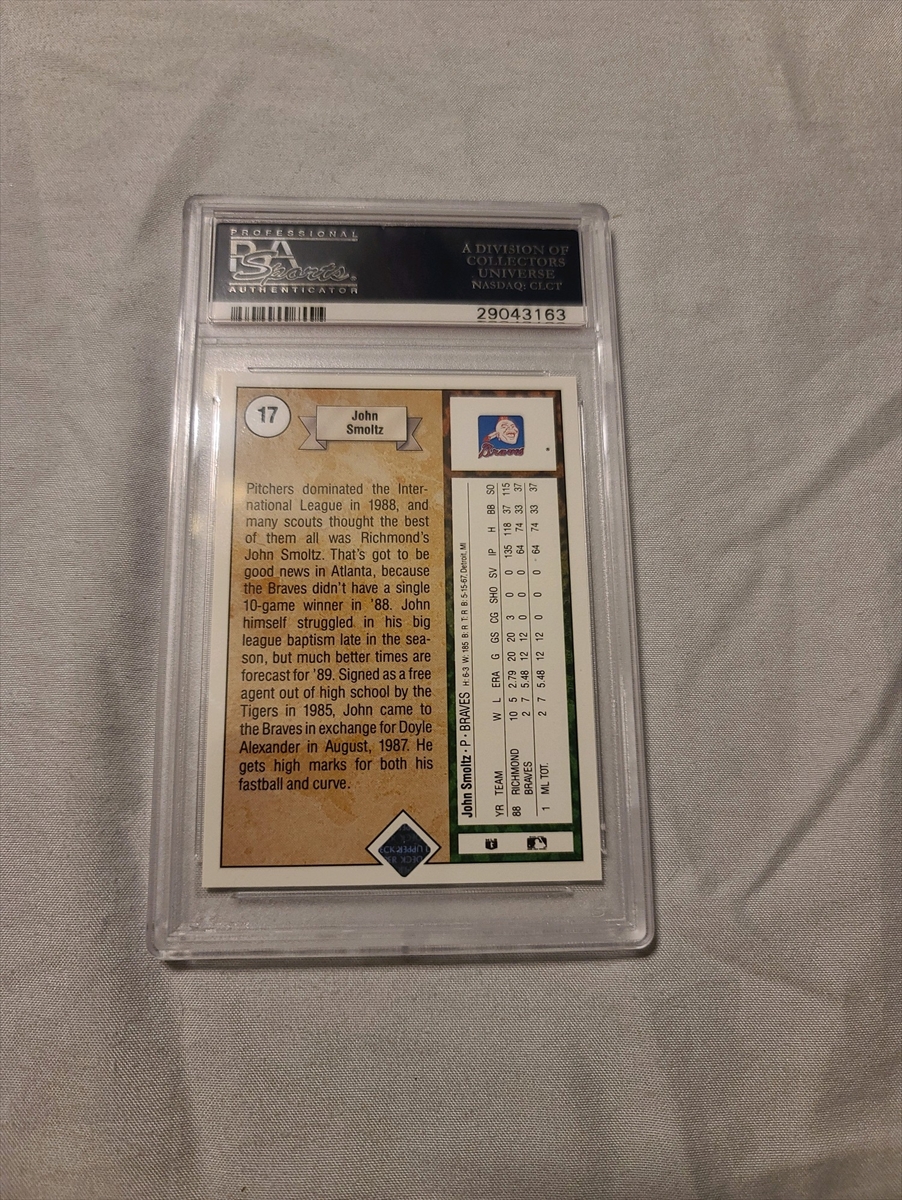 PROFESSIONAL
PSA
Sports
AUTHENTICATOR
A DIVISION OF
COLLECTORS
UNIVERSE
NASDAQ: CLCT
29043163
17
John
Smoltz
Pitchers dominated the Inter-
national League in 1988, and
many scouts thought the best
of them all was Richmond's
John Smoltz. That's got to be
good news in Atlanta, because
the Braves didn't have a single
10-game winner in '88. John
himself struggled in his big
league baptism late in the sea-
son, but much better times are
forecast for '89. Signed as a free
agent out of high school by the
Tigers in 1985, John came to
the Braves in exchange for Doyle
Alexander in August, 1987. He
gets high marks for both his
fastball and curve.
Braves
John Smoltz • P • BRAVES H: 6-3 W: 185 B: R T: R B: 5-15-67, Detroit, MI
YR TEAM W L ERA G GS CG SHO SV IP H BB SO
88 RICHMOND 10 5 2.79 20 20 3 0 0 135 118 37 115
BRAVES 2 7 5.48 12 12 0 0 0 64 74 33 37
1 ML TOT. 2 7 5.48 12 12 0 0 0 64 74 33 37
UPPER DECK